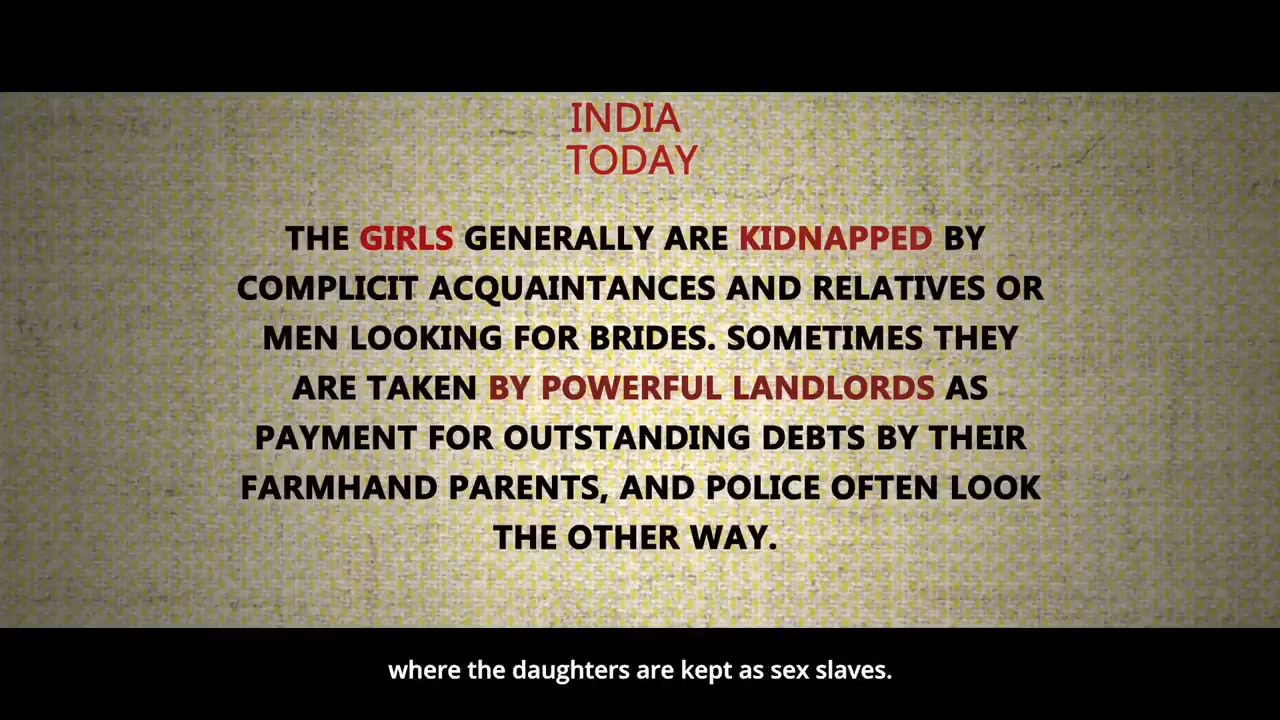 INDIA
TODAY
THE GIRLS GENERALLY ARE KIDNAPPED BY
COMPLICIT ACQUAINTANCES AND RELATIVES OR
MEN LOOKING FOR BRIDES. SOMETIMES THEY
ARE TAKEN BY POWERFUL LANDLORDS AS
PAYMENT FOR OUTSTANDING DEBTS BY THEIR
FARMHAND PARENTS, AND POLICE OFTEN LOOK
THE OTHER WAY.
where the daughters are kept as sex slaves.